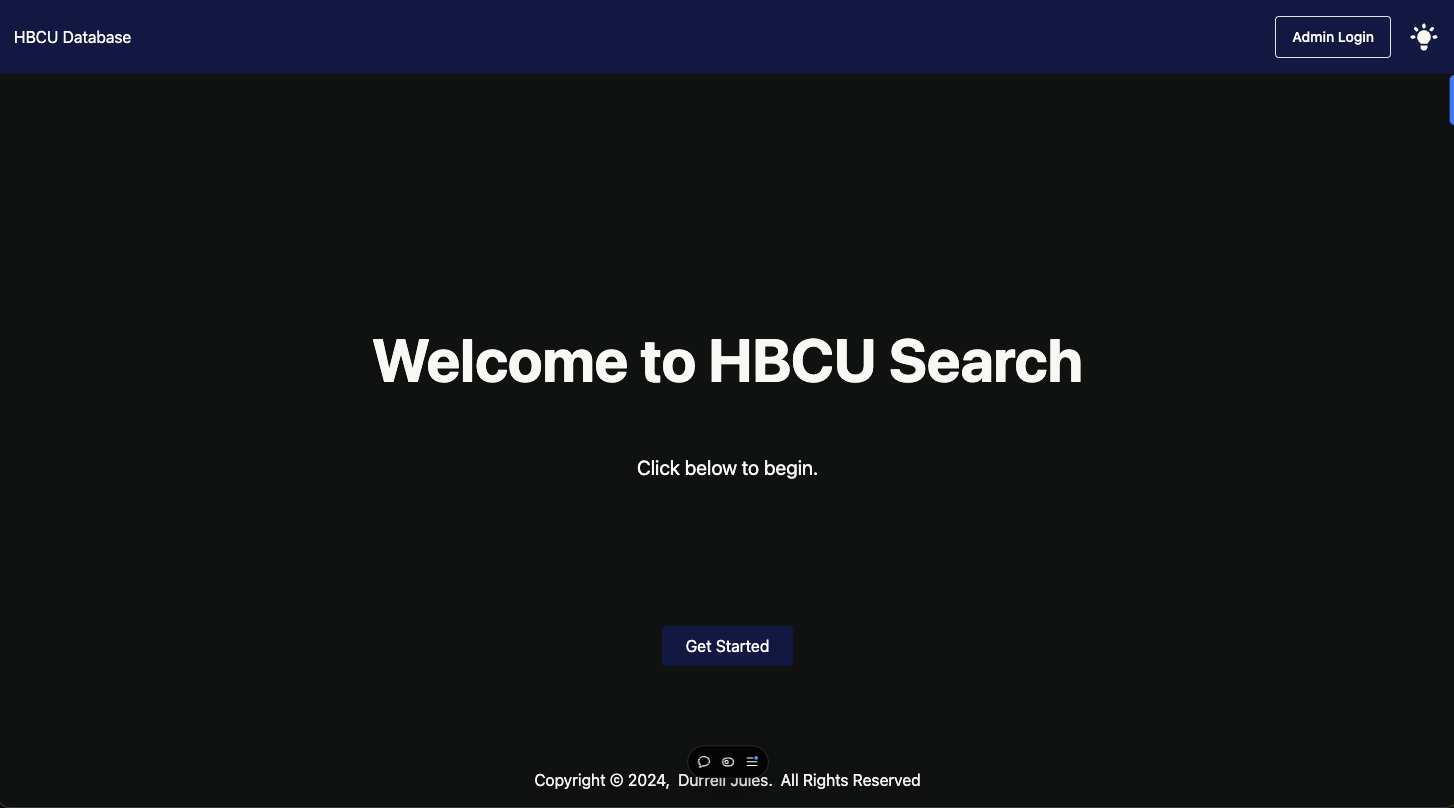 HBCU Database
Admin Login
Welcome to HBCU Search
Click below to begin.
Get Started
Copyright © 2024, Durrell Jules. All Rights Reserved